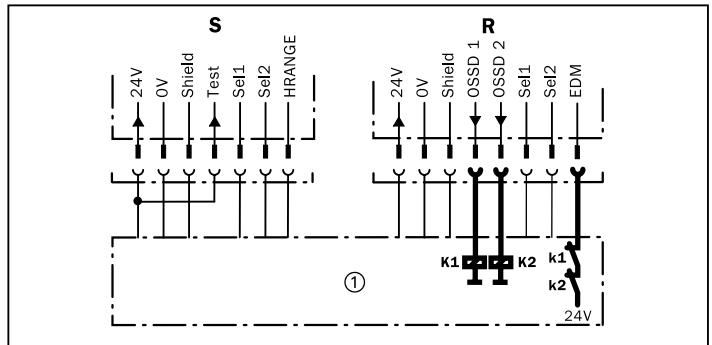 S
R
24V
0V
Shield
Test
Sel1
Sel2
HRANGE
24V
0V
Shield
OSSD 1
OSSD 2
Sel1
Sel2
EDM
K1
K2
k1
k2
①
24V